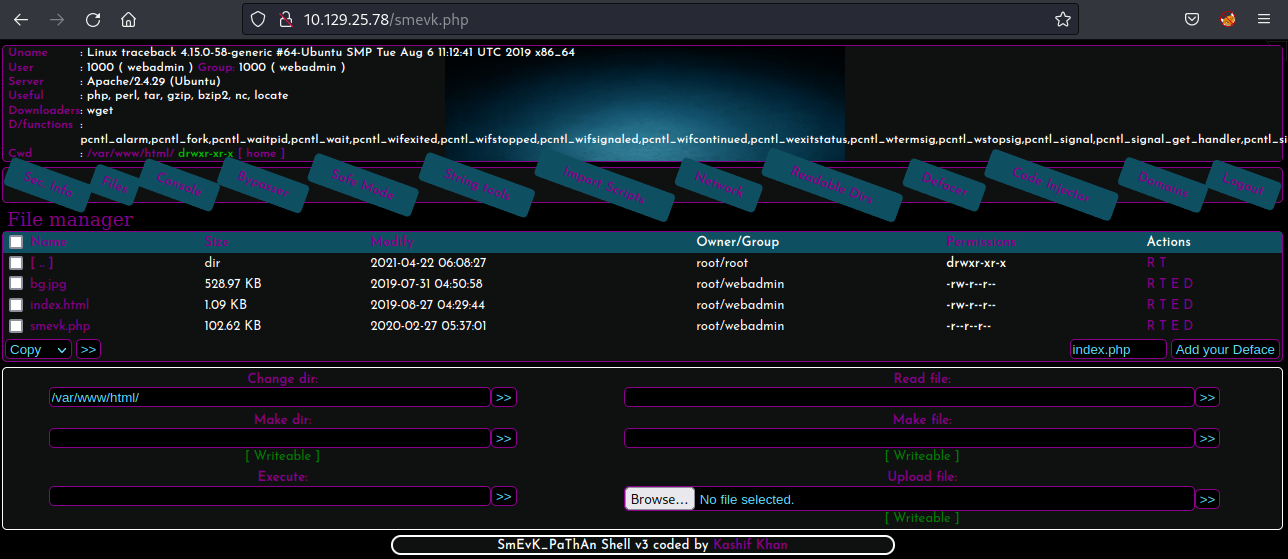 10.129.25.78/smevk.php
Uname : Linux traceback 4.15.0-58-generic #64-Ubuntu SMP Tue Aug 6 11:12:41 UTC 2019 x86_64
User : 1000 ( webadmin ) Group: 1000 ( webadmin )
Server : Apache/2.4.29 (Ubuntu)
Useful : php, perl, tar, gzip, bzip2, nc, locate
Downloaders: wget
D/functions :
pcntl_alarm,pcntl_fork,pcntl_waitpid,pcntl_wait,pcntl_wifexited,pcntl_wifstopped,pcntl_wifsignaled,pcntl_wifcontinued,pcntl_wexitstatus,pcntl_wtermsig,pcntl_wstopsig,pcntl_signal,pcntl_signal_get_handler,pcntl_si
Cwd : /var/www/html/ drwxr-xr-x [ home ]
Sec. Info Files Console Bypasser Safe Mode String tools Import Scripts Network Readable Dirs Deface Code Injector Domains Logout
File manager
Name Size Modify Owner/Group Permissions Actions
[ .. ] dir 2021-04-22 06:08:27 root/root drwxr-xr-x R T
bg.jpg 528.97 KB 2019-07-31 04:50:58 root/webadmin -rw-r--r-- R T E D
index.html 1.09 KB 2019-08-27 04:29:44 root/webadmin -rw-r--r-- R T E D
smevk.php 102.62 KB 2020-02-27 05:37:01 root/webadmin -r--r--r-- R T E D
Copy >> index.php Add your Deface
Change dir: Read file:
/var/www/html/ >> >>
Make dir: Make file:
>> >>
[ Writeable ] [ Writeable ]
Execute: Upload file:
>> Browse... No file selected. >>
[ Writeable ]
SmEvK_PaThAn Shell v3 coded by Kashif Khan